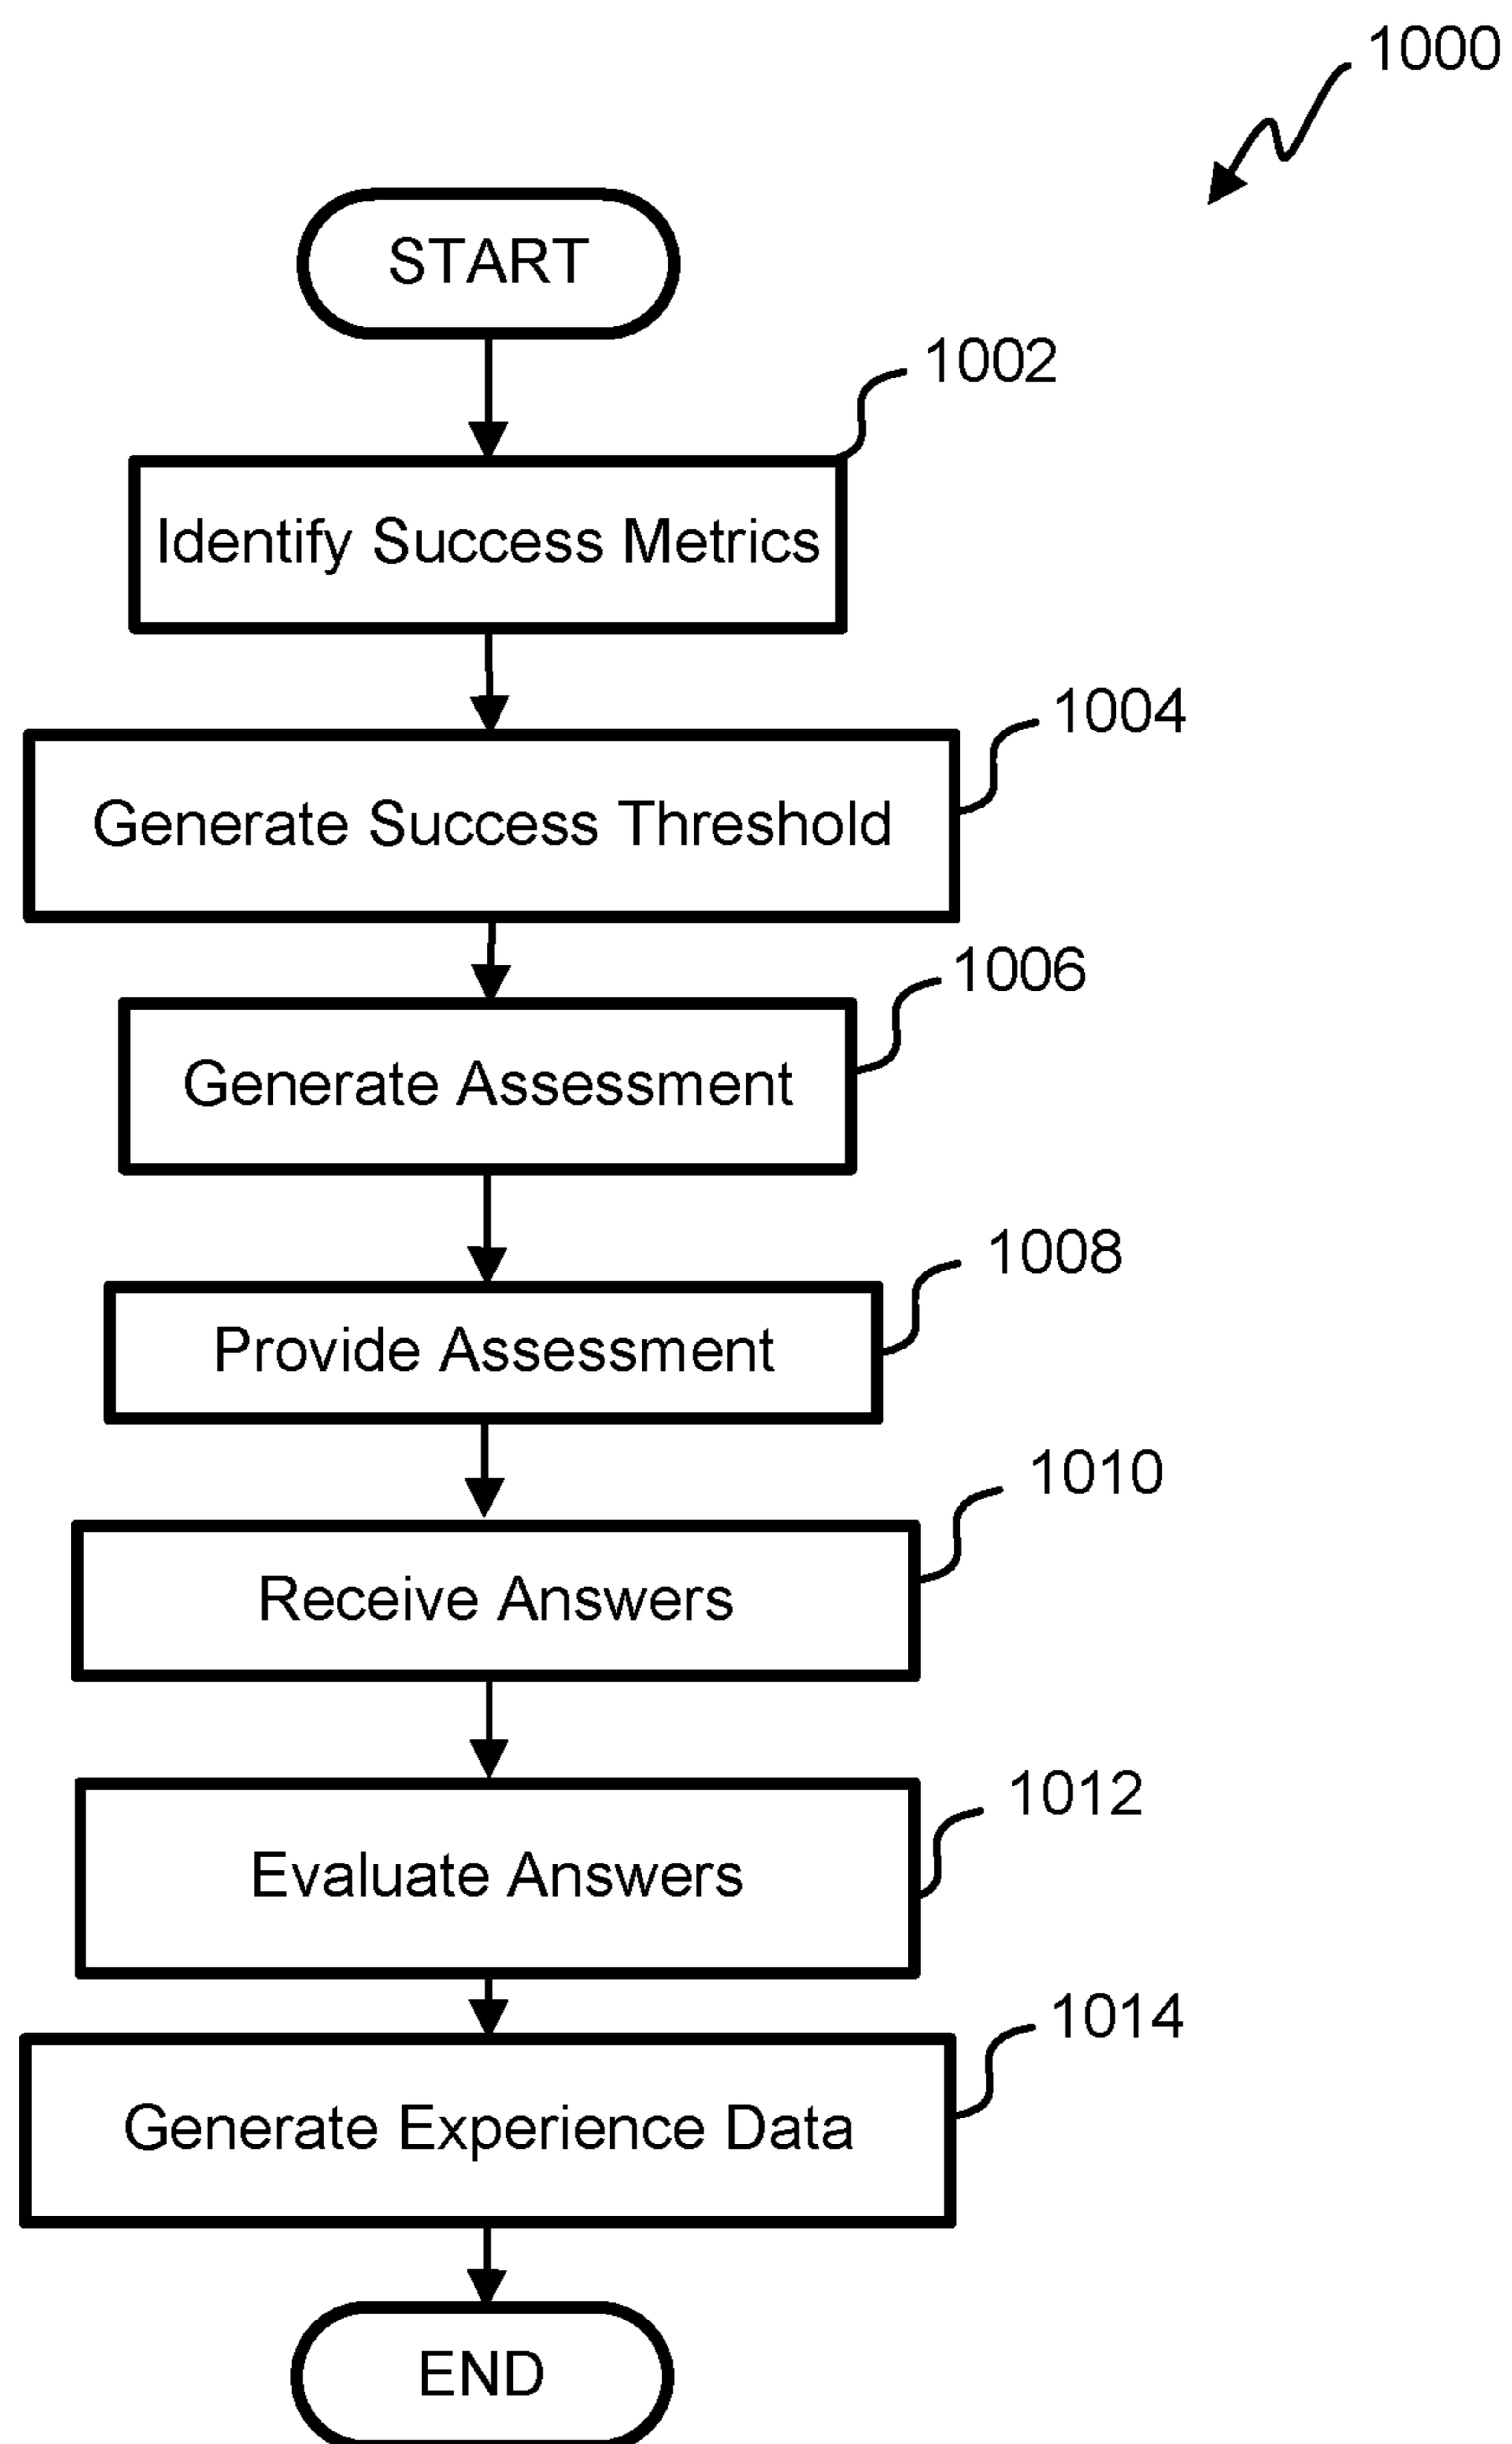 1000
START
1002
Identify Success Metrics
1004
Generate Success Threshold
1006
Generate Assessment
1008
Provide Assessment
1010
Receive Answers
1012
Evaluate Answers
1014
Generate Experience Data
END